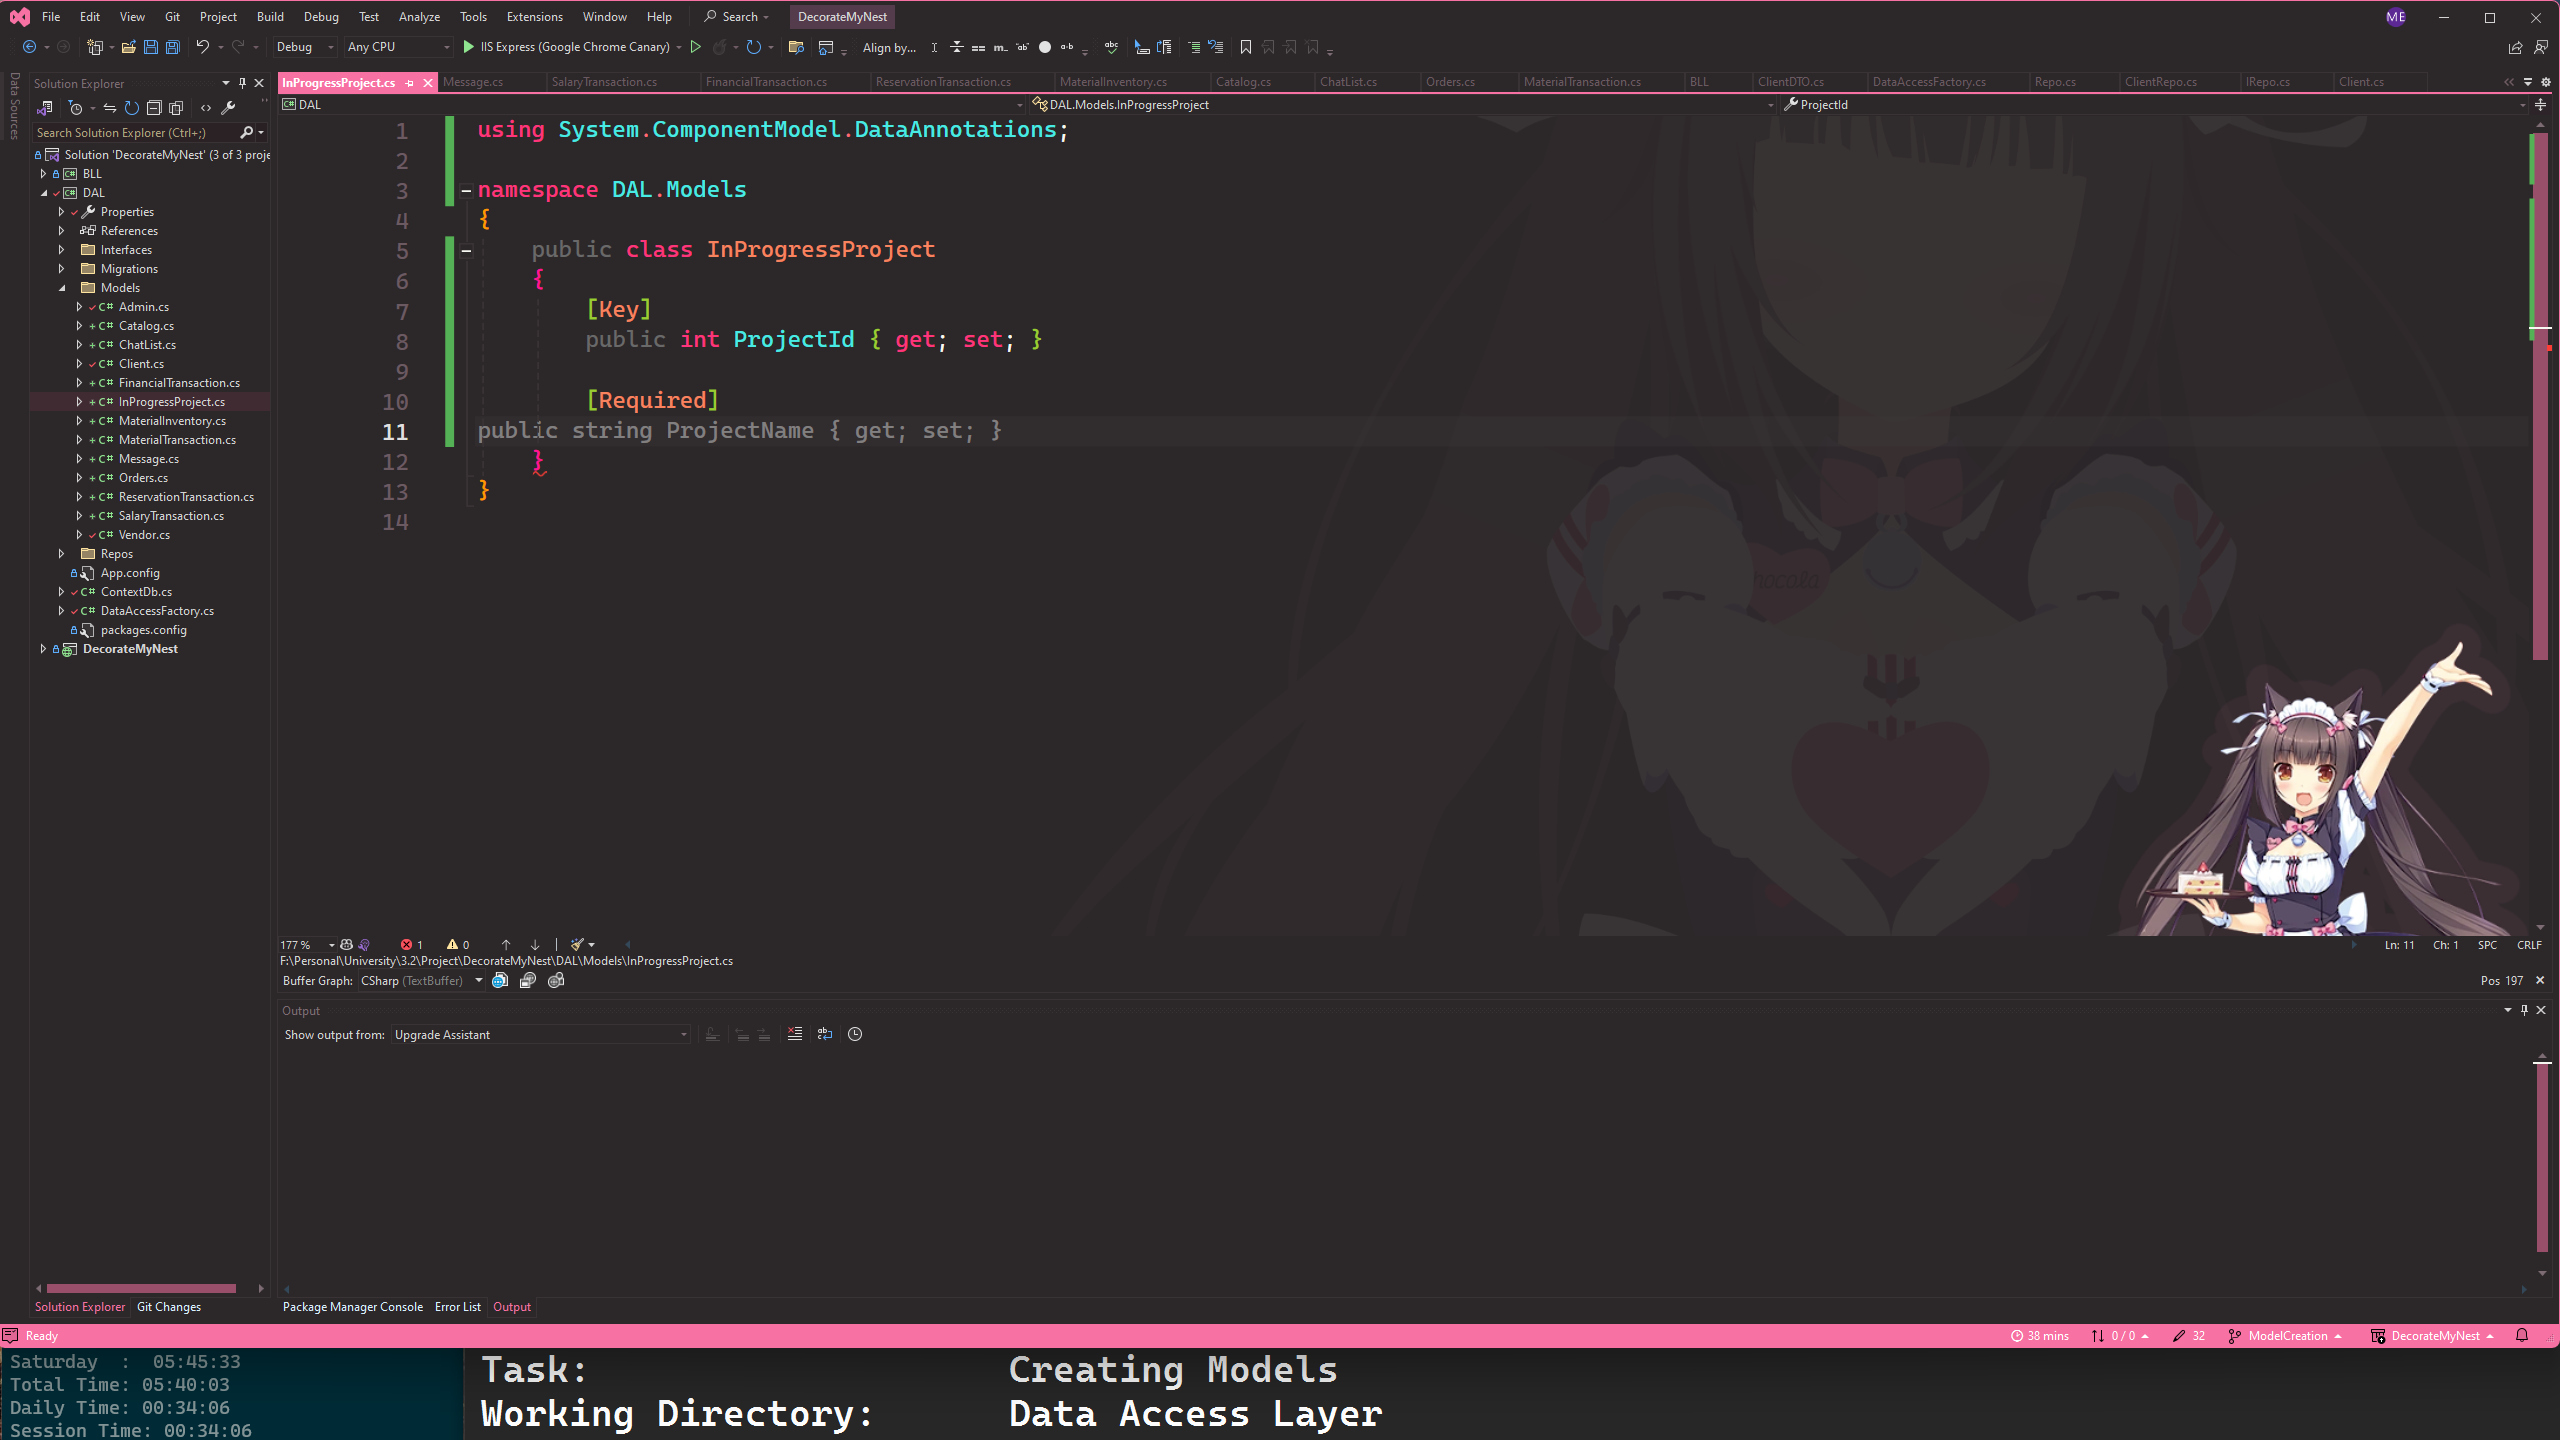 File Edit View Git Project Build Debug Test Analyze Tools Extensions Window Help Search DecorateMyNest ME
Debug Any CPU IIS Express (Google Chrome Canary) Align by...
Data Sources
Solution Explorer
InProgressProject.cs Message.cs SalaryTransaction.cs FinancialTransaction.cs ReservationTransaction.cs MaterialInventory.cs Catalog.cs ChatList.cs Orders.cs MaterialTransaction.cs BLL ClientDTO.cs DataAccessFactory.cs Repo.cs ClientRepo.cs IRepo.cs Client.cs
DAL DAL.Models.InProgressProject ProjectId
Search Solution Explorer (Ctrl+;)
Solution 'DecorateMyNest' (3 of 3 proje
BLL
DAL
Properties
References
Interfaces
Migrations
Models
C# Admin.cs
C# Catalog.cs
C# ChatList.cs
C# Client.cs
C# FinancialTransaction.cs
C# InProgressProject.cs
C# MaterialInventory.cs
C# MaterialTransaction.cs
C# Message.cs
C# Orders.cs
C# ReservationTransaction.cs
C# SalaryTransaction.cs
C# Vendor.cs
Repos
App.config
C# ContextDb.cs
C# DataAccessFactory.cs
packages.config
DecorateMyNest
1 using System.ComponentModel.DataAnnotations;
2
3 namespace DAL.Models
4 {
5 public class InProgressProject
6 {
7 [Key]
8 public int ProjectId { get; set; }
9
10 [Required]
11 public string ProjectName { get; set; }
12 }
13 }
14
177 % 1 0 Ln: 11 Ch: 1 SPC CRLF
F:\Personal\University\3.2\Project\DecorateMyNest\DAL\Models\InProgressProject.cs
Buffer Graph: CSharp (TextBuffer) Pos 197
Output
Show output from: Upgrade Assistant
Solution Explorer Git Changes Package Manager Console Error List Output
Ready 38 mins 0 / 0 32 ModelCreation DecorateMyNest
Saturday : 05:45:33
Total Time: 05:40:03
Daily Time: 00:34:06
Session Time: 00:34:06
Task: Creating Models
Working Directory: Data Access Layer